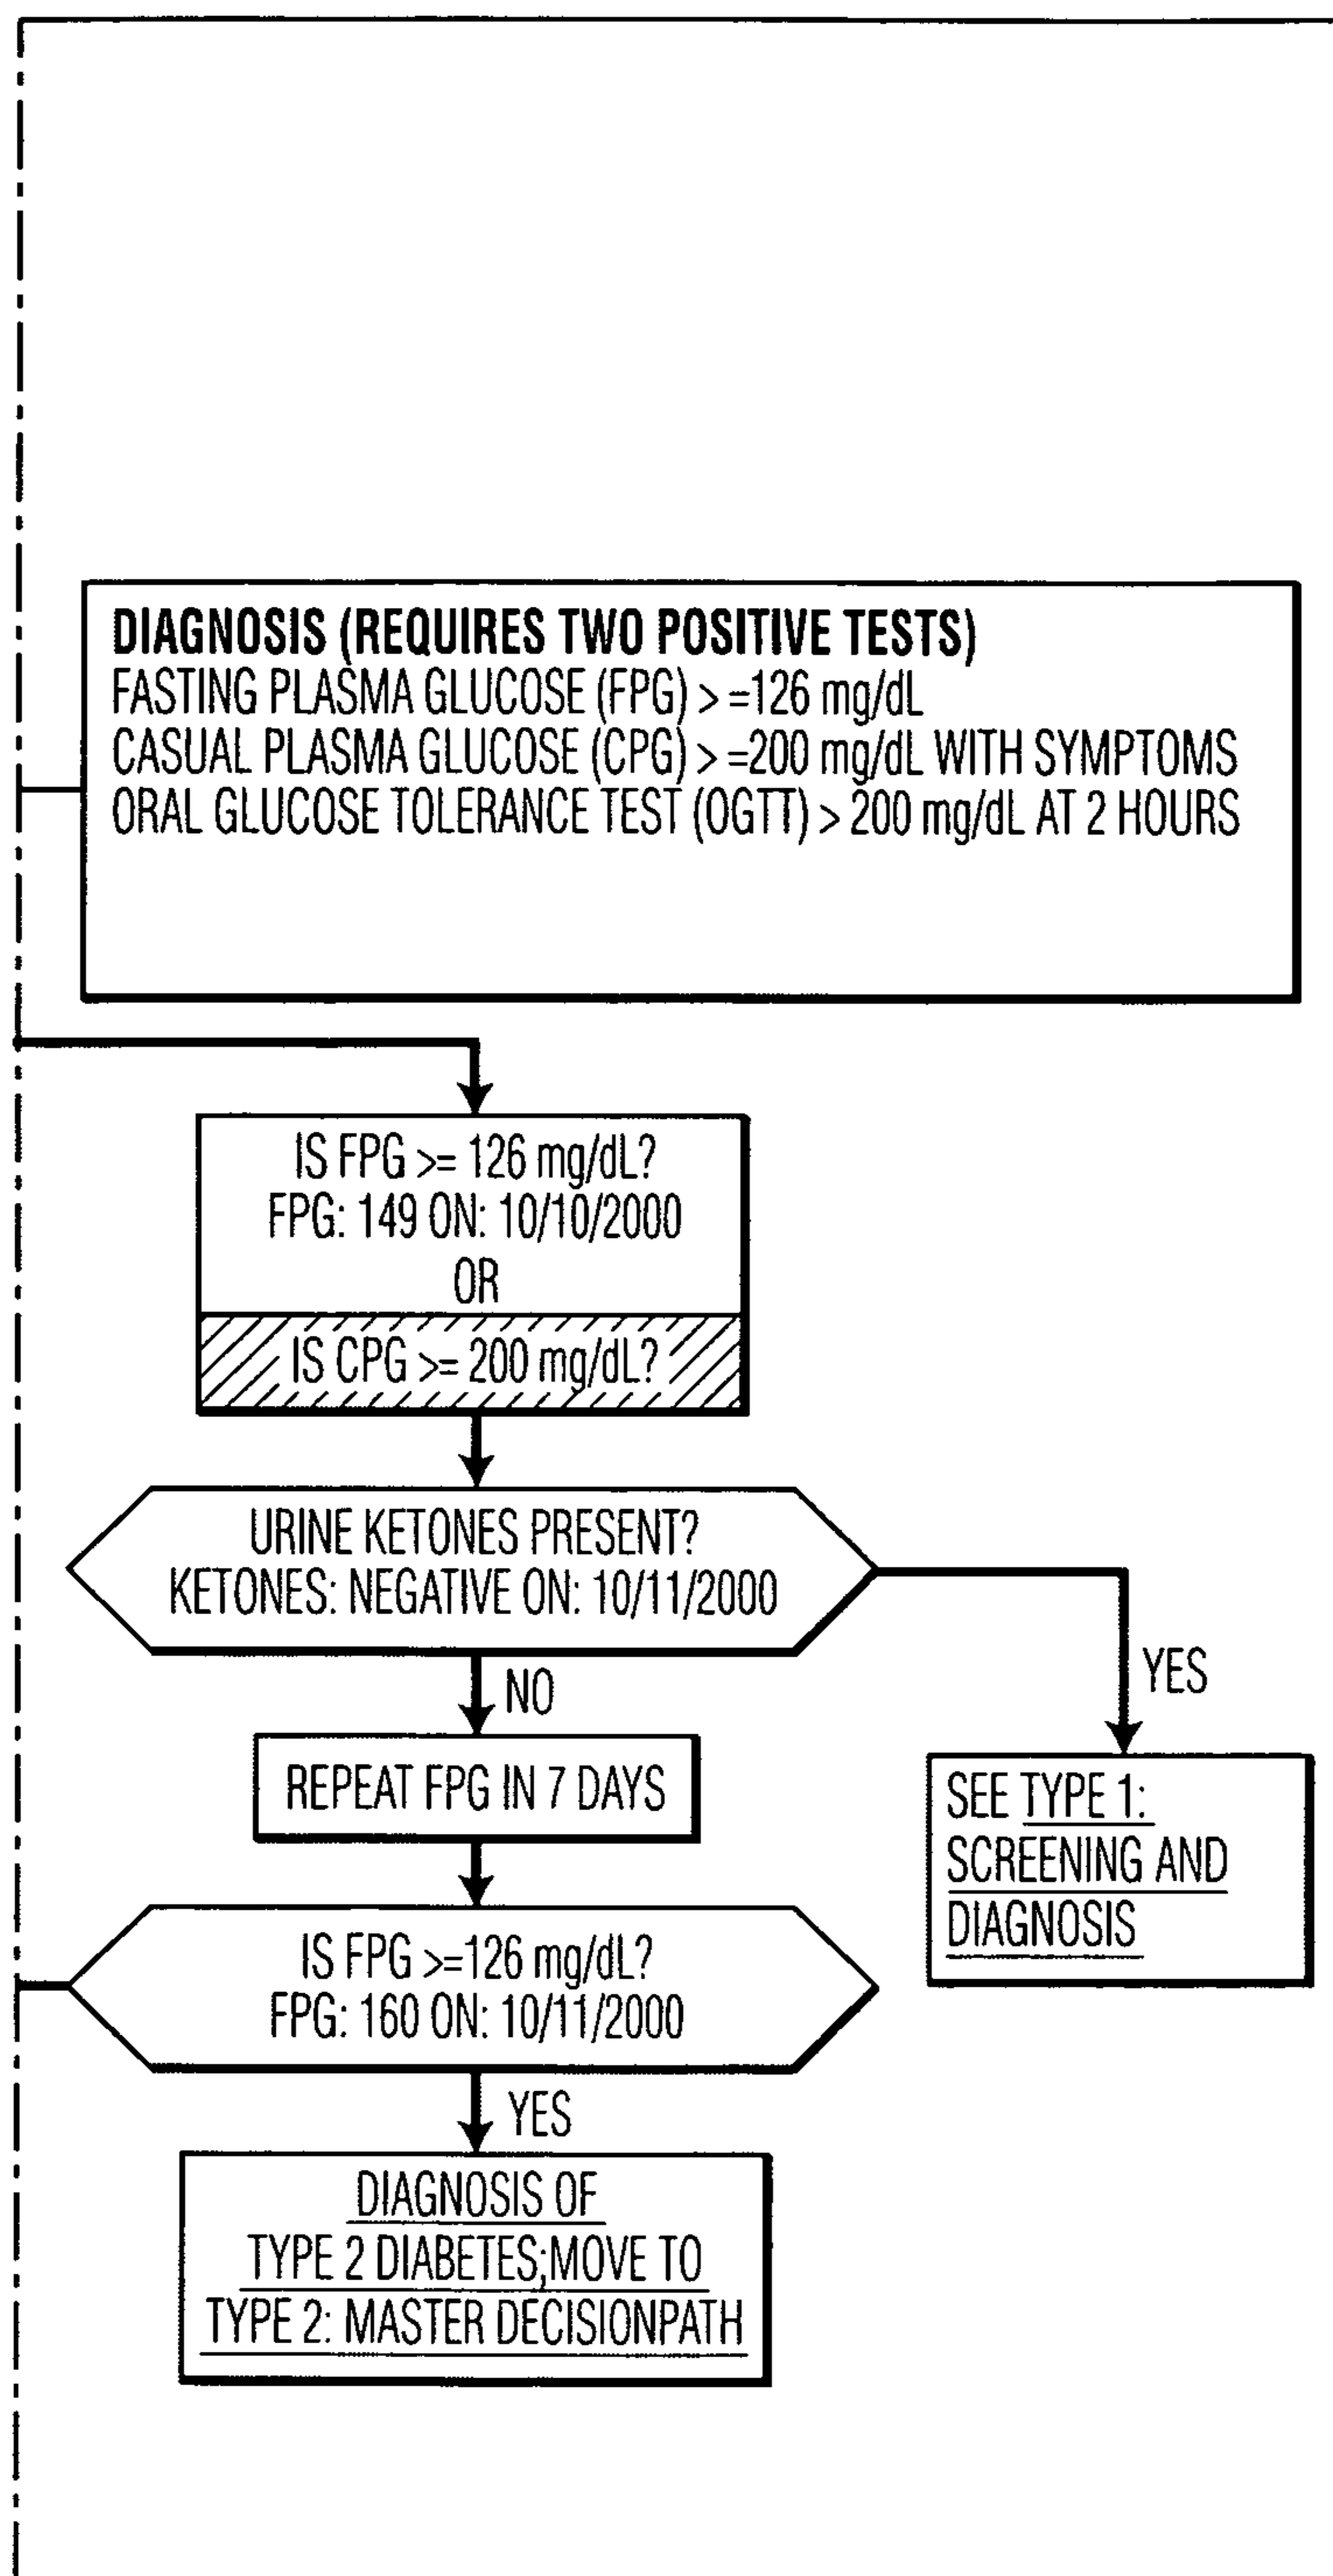 DIAGNOSIS (REQUIRES TWO POSITIVE TESTS)
FASTING PLASMA GLUCOSE (FPG) > =126 mg/dL
CASUAL PLASMA GLUCOSE (CPG) > =200 mg/dL WITH SYMPTOMS
ORAL GLUCOSE TOLERANCE TEST (OGTT) > 200 mg/dL AT 2 HOURS
IS FPG >= 126 mg/dL?
FPG: 149 ON: 10/10/2000
OR
IS CPG >= 200 mg/dL?
URINE KETONES PRESENT?
KETONES: NEGATIVE ON: 10/11/2000
NO
YES
REPEAT FPG IN 7 DAYS
SEE TYPE 1:
SCREENING AND
DIAGNOSIS
IS FPG >=126 mg/dL?
FPG: 160 ON: 10/11/2000
YES
DIAGNOSIS OF
TYPE 2 DIABETES;MOVE TO
TYPE 2: MASTER DECISIONPATH